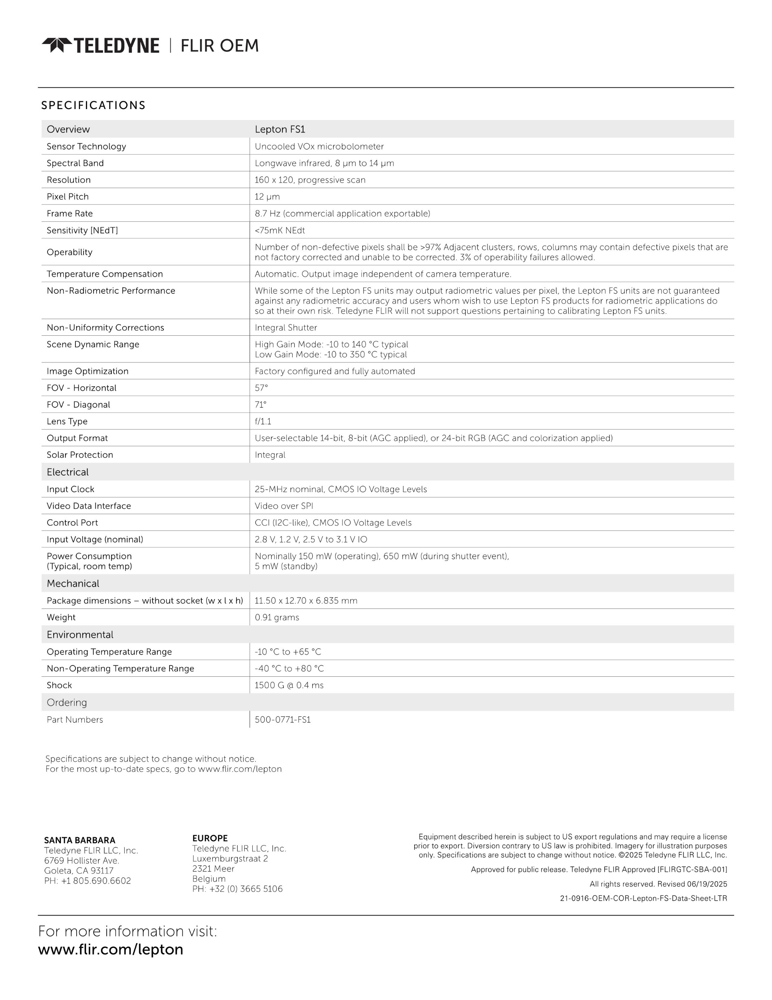 TELEDYNE | FLIR OEM
SPECIFICATIONS
Overview Lepton FS1
Sensor Technology Uncooled VOx microbolometer
Spectral Band Longwave infrared, 8 µm to 14 µm
Resolution 160 x 120, progressive scan
Pixel Pitch 12 µm
Frame Rate 8.7 Hz (commercial application exportable)
Sensitivity [NEdT] <75mK NEdt
Operability Number of non-defective pixels shall be >97% Adjacent clusters, rows, columns may contain defective pixels that are
not factory corrected and unable to be corrected. 3% of operability failures allowed.
Temperature Compensation Automatic. Output image independent of camera temperature.
Non-Radiometric Performance While some of the Lepton FS units may output radiometric values per pixel, the Lepton FS units are not guaranteed
against any radiometric accuracy and users whom wish to use Lepton FS products for radiometric applications do
so at their own risk. Teledyne FLIR will not support questions pertaining to calibrating Lepton FS units.
Non-Uniformity Corrections Integral Shutter
Scene Dynamic Range High Gain Mode: -10 to 140 °C typical
Low Gain Mode: -10 to 350 °C typical
Image Optimization Factory configured and fully automated
FOV - Horizontal 57°
FOV - Diagonal 71°
Lens Type f/1.1
Output Format User-selectable 14-bit, 8-bit (AGC applied), or 24-bit RGB (AGC and colorization applied)
Solar Protection Integral
Electrical
Input Clock 25-MHz nominal, CMOS IO Voltage Levels
Video Data Interface Video over SPI
Control Port CCI (I2C-like), CMOS IO Voltage Levels
Input Voltage (nominal) 2.8 V, 1.2 V, 2.5 V to 3.1 V IO
Power Consumption Nominally 150 mW (operating), 650 mW (during shutter event),
(Typical, room temp) 5 mW (standby)
Mechanical
Package dimensions – without socket (w x l x h) 11.50 x 12.70 x 6.835 mm
Weight 0.91 grams
Environmental
Operating Temperature Range -10 °C to +65 °C
Non-Operating Temperature Range -40 °C to +80 °C
Shock 1500 G @ 0.4 ms
Ordering
Part Numbers 500-0771-FS1
Specifications are subject to change without notice.
For the most up-to-date specs, go to www.flir.com/lepton
SANTA BARBARA
Teledyne FLIR LLC, Inc.
6769 Hollister Ave.
Goleta, CA 93117
PH: +1 805.690.6602
EUROPE
Teledyne FLIR LLC, Inc.
Luxemburgstraat 2
2321 Meer
Belgium
PH: +32 (0) 3665 5106
Equipment described herein is subject to US export regulations and may require a license
prior to export. Diversion contrary to US law is prohibited. Imagery for illustration purposes
only. Specifications are subject to change without notice. ©2025 Teledyne FLIR LLC, Inc.
Approved for public release. Teledyne FLIR Approved [FLIRGTC-SBA-001]
All rights reserved. Revised 06/19/2025
21-0916-OEM-COR-Lepton-FS-Data-Sheet-LTR
For more information visit:
www.flir.com/lepton